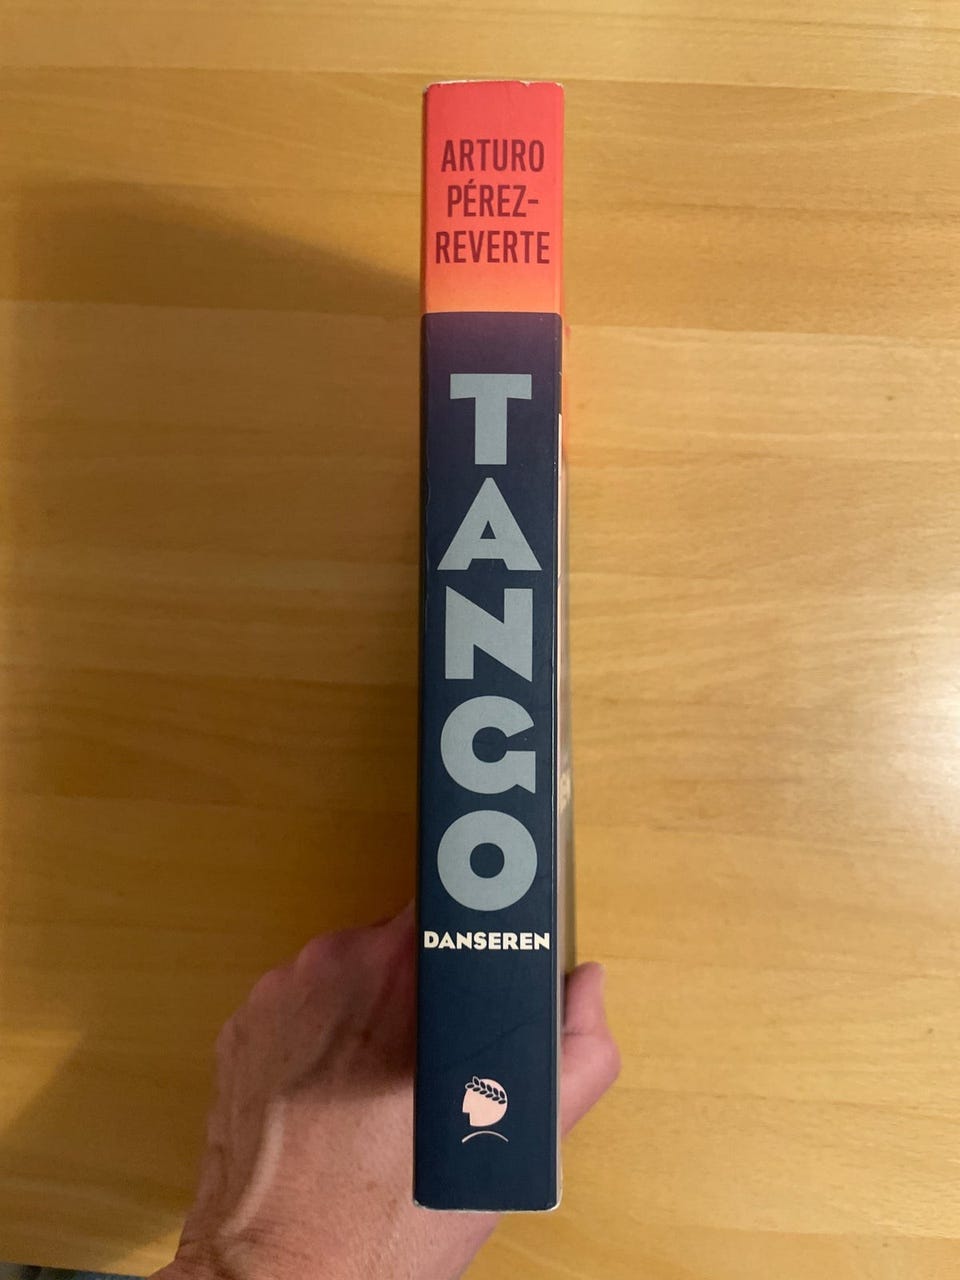 ARTURO
PÉREZ-
REVERTE
TANGO
DANSEREN